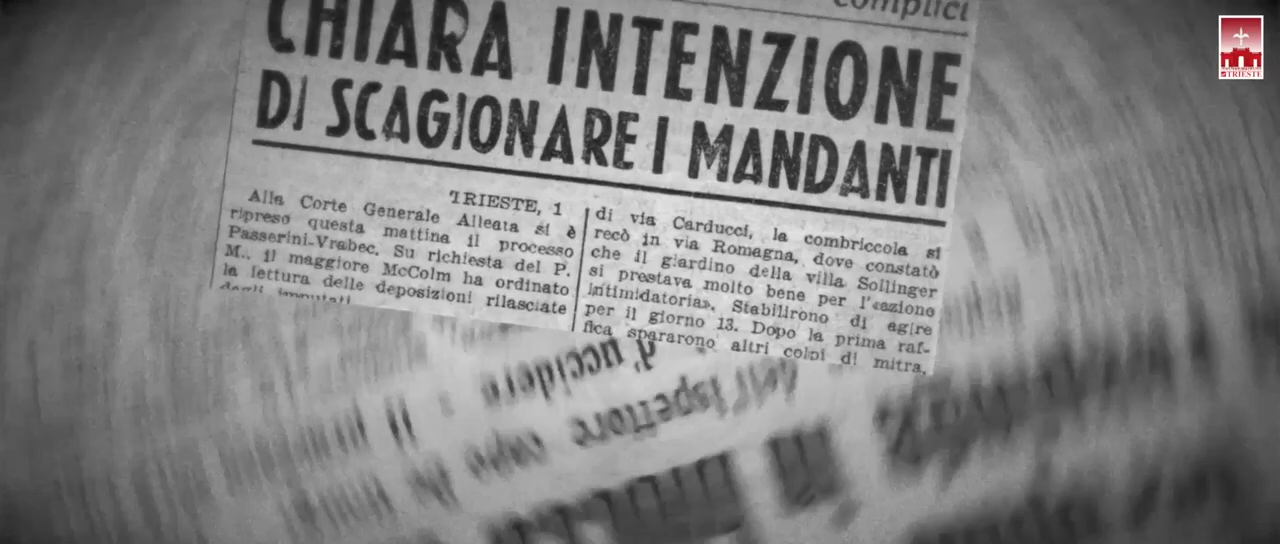 complici
CHIARA INTENZIONE
DI SCAGIONARE I MANDANTI
TRIESTE, 1
Alla Corte Generale Alleata si è
ripreso questa mattina il processo
Passerini-Vrabec. Su richiesta del P.
M., il maggiore McColm ha ordinato
la lettura delle deposizioni rilasciate
degli imputati
di via Carducci, la combriccola si
recò in via Romagna, dove constatò
che il giardino della villa Sollinger
si prestava molto bene per l'«azione
intimidatoria». Stabilirono di agire
per il giorno 13. Dopo la prima raf-
fica spararono altri colpi di mitra,
d'uccidere
dell'ispettore capo
TRIESTE